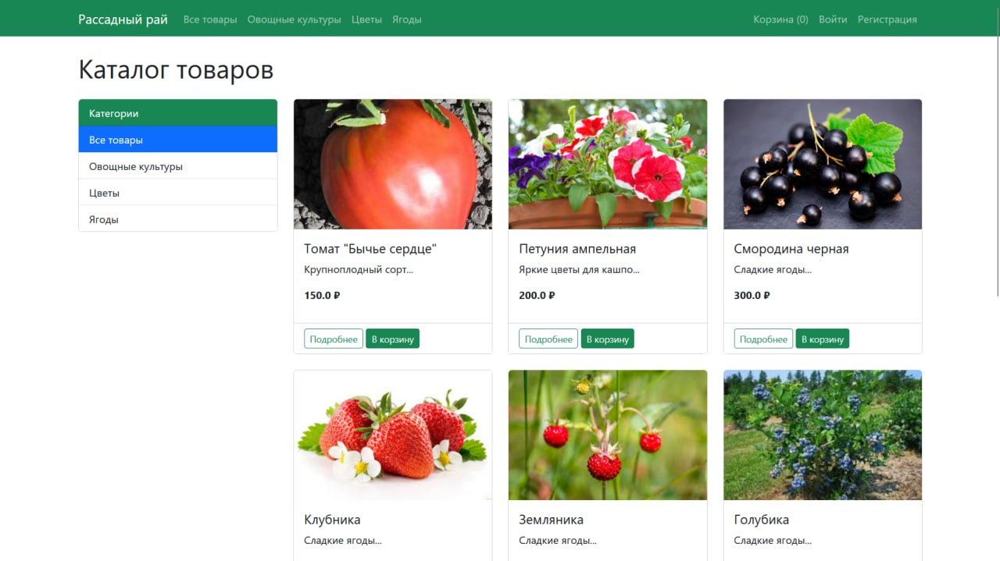 Рассадный рай Все товары Овощные культуры Цветы Ягоды Корзина (0) Войти Регистрация
Каталог товаров
Категории
Все товары
Овощные культуры
Цветы
Ягоды
Томат "Бычье сердце"
Крупноплодный сорт...
150.0 ₽
Подробнее В корзину
Петуния ампельная
Яркие цветы для кашпо...
200.0 ₽
Подробнее В корзину
Смородина черная
Сладкие ягоды...
300.0 ₽
Подробнее В корзину
Клубника
Сладкие ягоды...
Земляника
Сладкие ягоды...
Голубика
Сладкие ягоды...